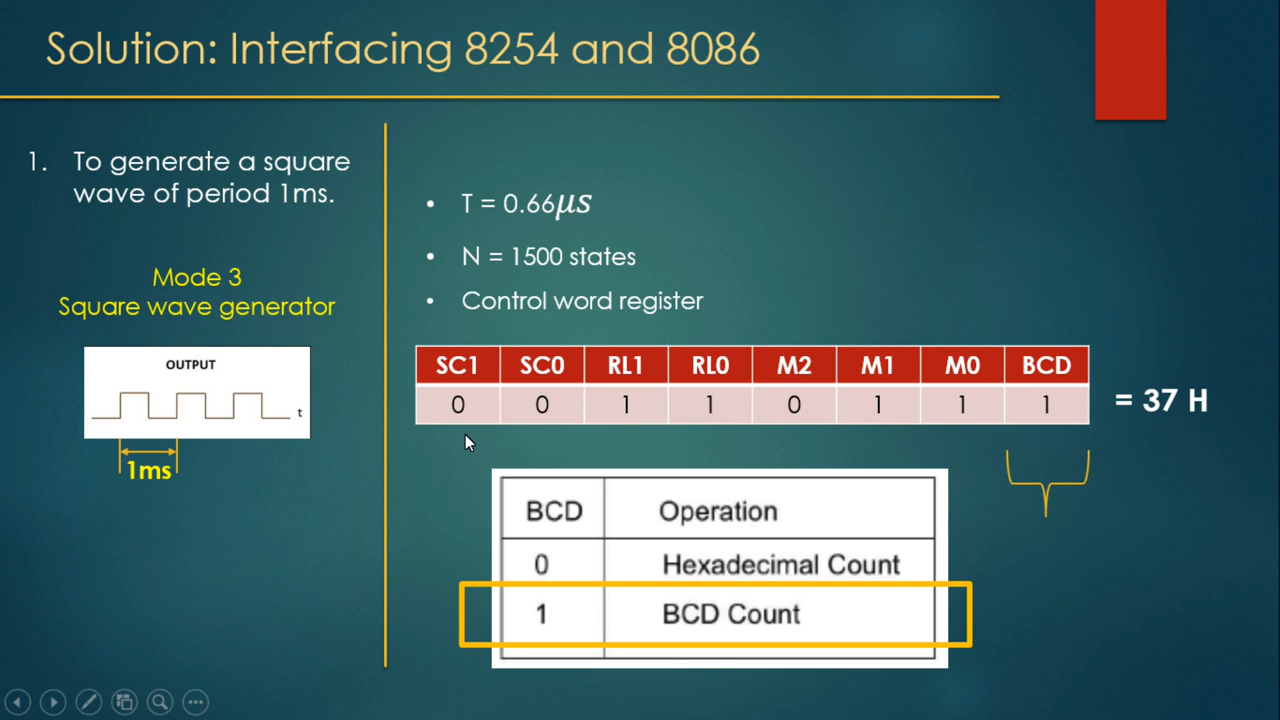 Solution: Interfacing 8254 and 8086
1. To generate a square
wave of period 1ms.
Mode 3
Square wave generator
OUTPUT
t
1ms
• T = 0.66μs
• N = 1500 states
• Control word register
SC1 SC0 RL1 RL0 M2 M1 M0 BCD
0 0 1 1 0 1 1 1
= 37 H
BCD Operation
0 Hexadecimal Count
1 BCD Count